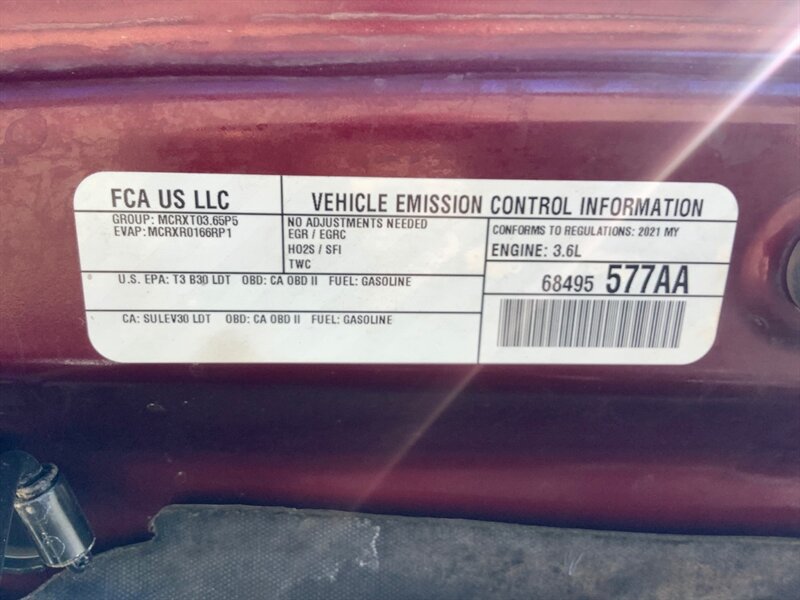 FCA US LLC
GROUP: MCRXT03.65P5
EVAP: MCRXR0166RP1
VEHICLE EMISSION CONTROL INFORMATION
NO ADJUSTMENTS NEEDED
EGR / EGRC
HO2S / SFI
TWC
CONFORMS TO REGULATIONS: 2021 MY
ENGINE: 3.6L
U.S. EPA: T3 B30 LDT OBD: CA OBD II FUEL: GASOLINE
68495 577AA
CA: SULEV30 LDT OBD: CA OBD II FUEL: GASOLINE